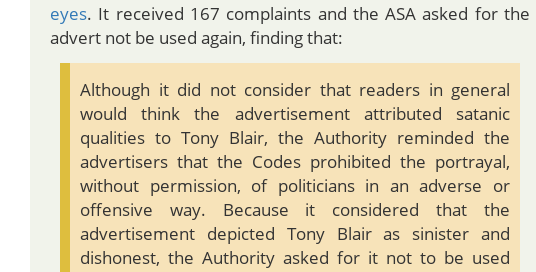 eyes. It received 167 complaints and the ASA asked for the
advert not be used again, finding that:
Although it did not consider that readers in general
would think the advertisement attributed satanic
qualities to Tony Blair, the Authority reminded the
advertisers that the Codes prohibited the portrayal,
without permission, of politicians in an adverse or
offensive way. Because it considered that the
advertisement depicted Tony Blair as sinister and
dishonest, the Authority asked for it not to be used